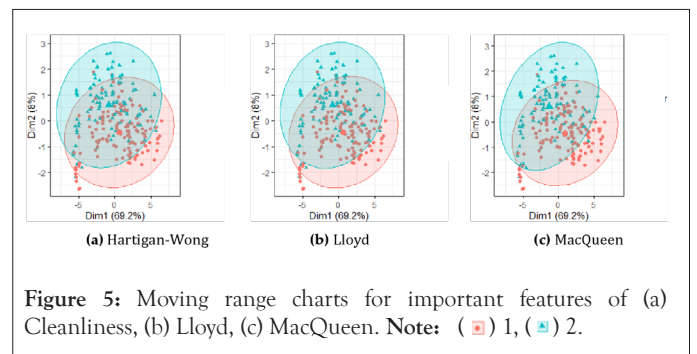 3
2
1
0
-1
-2
Dim2 (8%)
-5
0
5
Dim1 (69.2%)
(a) Hartigan-Wong
3
2
1
0
-1
-2
Dim2 (8%)
-5
0
5
Dim1 (69.2%)
(b) Lloyd
3
2
1
0
-1
-2
Dim2 (8%)
-5
0
5
Dim1 (69.2%)
(c) MacQueen
Figure 5: Moving range charts for important features of (a)
Cleanliness, (b) Lloyd, (c) MacQueen. Note: ( ) 1, ( ) 2.